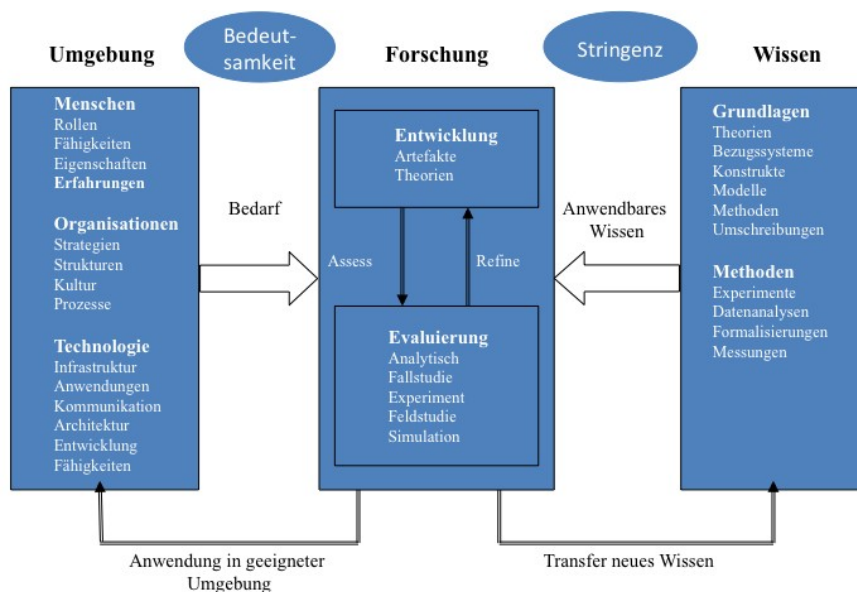 Umgebung
Bedeut-
samkeit
Forschung
Stringenz
Wissen
Menschen
Rollen
Fähigkeiten
Eigenschaften
Erfahrungen
Organisationen
Strategien
Strukturen
Kultur
Prozesse
Technologie
Infrastruktur
Anwendungen
Kommunikation
Architektur
Entwicklung
Fähigkeiten
Bedarf
Entwicklung
Artefakte
Theorien
Assess
Refine
Evaluierung
Analytisch
Fallstudie
Experiment
Feldstudie
Simulation
Anwendbares
Wissen
Grundlagen
Theorien
Bezugssysteme
Konstrukte
Modelle
Methoden
Umschreibungen
Methoden
Experimente
Datenanalysen
Formalisierungen
Messungen
Anwendung in geeigneter
Umgebung
Transfer neues Wissen